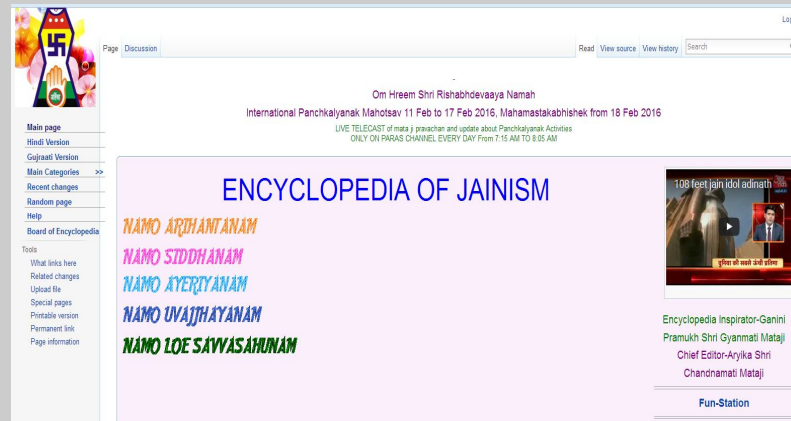 Page
Discussion
Read
View source
View history
Search
Om Hreem Shri Rishabhdevaaya Namah
International Panchkalyanak Mahotsav 11 Feb to 17 Feb 2016, Mahamastakabhishek from 18 Feb 2016
LIVE TELECAST of mata ji pravachan and update about Panchkalyanak Activities
ONLY ON PARAS CHANNEL EVERY DAY From 7:15 AM TO 8:05 AM
Main page
Hindi Version
Gujraati Version
Main Categories >>
Recent changes
Random page
Help
Board of Encyclopedia
Tools
What links here
Related changes
Upload file
Special pages
Printable version
Permanent link
Page information
ENCYCLOPEDIA OF JAINISM
NAMO ARIHANTANAM
NAMO SIDDHANAM
NAMO AYERIYANAM
NAMO UVAJJHAYANAM
NAMO LOE SAVVASAHUNAM
108 feet jain idol adinath
दुनिया की सबसे ऊंची प्रतिमा
Encyclopedia Inspirator-Ganini
Pramukh Shri Gyanmati Mataji
Chief Editor-Aryika Shri
Chandnamati Mataji
Fun-Station